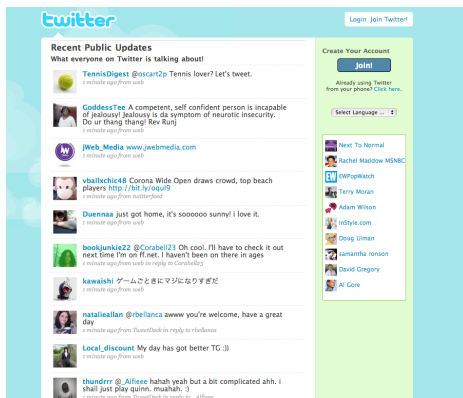 twitter
Login Join Twitter!
Recent Public Updates
What everyone on Twitter is talking about!
TennisDigest @oscart2p Tennis lover? Let's tweet.
1 minute ago from web
GoddessTee A competent, self confident person is incapable
of jealousy! Jealousy is da symptom of neurotic insecurity.
Do ur thang thang! Rev Runj
1 minute ago from web
JWeb_Media www.jwebmedia.com
1 minute ago from web
vballxchic48 Corona Wide Open draws crowd, top beach
players http://bit.ly/oqul9
1 minute ago from twitterfeed
Duennaa just got home, it's soooooo sunny! i love it.
1 minute ago from web
bookjunkie22 @Corabell23 Oh cool. I'll have to check it out
next time I'm on ff.net. I haven't been on there in ages
1 minute ago from web in reply to Corabell23
kawaishi ゲームごときにマジになりすぎだ
1 minute ago from web
natalieallan @rbellanca awww you're welcome, have a great
day
1 minute ago from TweetDeck in reply to rbellanca
Local_discount My day has got better TG :))
1 minute ago from web
thundrrr @_Alfieee hahah yeah but a bit complicated ahh. i
shall just play quinn. muahah. :)
1 minute ago from TweetDeck in reply to _Alfieee
Create Your Account
Join!
Already using Twitter
from your phone? Click here.
Select Language ...
Next To Normal
Rachel Maddow MSNBC
EW
EWPopWatch
Terry Moran
Adam Wilson
InStyle.com
Doug Ulman
samantha ronson
David Gregory
Al Gore